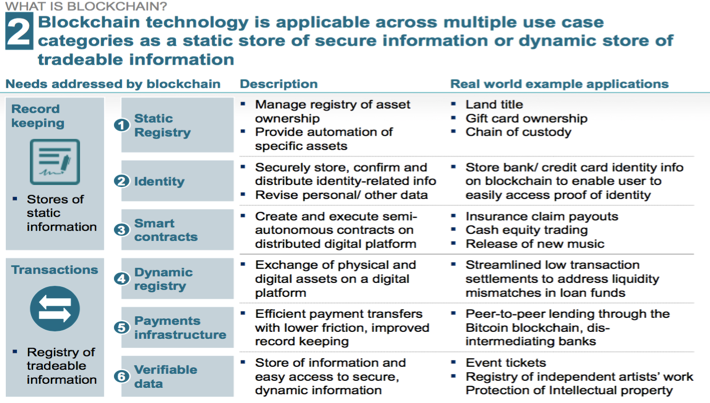 WHAT IS BLOCKCHAIN?
2 Blockchain technology is applicable across multiple use case
categories as a static store of secure information or dynamic store of
tradeable information
Needs addressed by blockchain
Description
Real world example applications
Record
keeping
▪ Stores of
static
information
1 Static
Registry
▪ Manage registry of asset
ownership
▪ Provide automation of
specific assets
▪ Land title
▪ Gift card ownership
▪ Chain of custody
2 Identity
▪ Securely store, confirm and
distribute identity-related info
▪ Revise personal/ other data
▪ Store bank/ credit card identity info
on blockchain to enable user to
easily access proof of identity
3 Smart
contracts
▪ Create and execute semi-
autonomous contracts on
distributed digital platform
▪ Insurance claim payouts
▪ Cash equity trading
▪ Release of new music
Transactions
▪ Registry of
tradeable
information
4 Dynamic
registry
▪ Exchange of physical and
digital assets on a digital
platform
▪ Streamlined low transaction
settlements to address liquidity
mismatches in loan funds
5 Payments
infrastructure
▪ Efficient payment transfers
with lower friction, improved
record keeping
▪ Peer-to-peer lending through the
Bitcoin blockchain, dis-
intermediating banks
6 Verifiable
data
▪ Store of information and
easy access to secure,
dynamic information
▪ Event tickets
▪ Registry of independent artists' work
Protection of Intellectual property